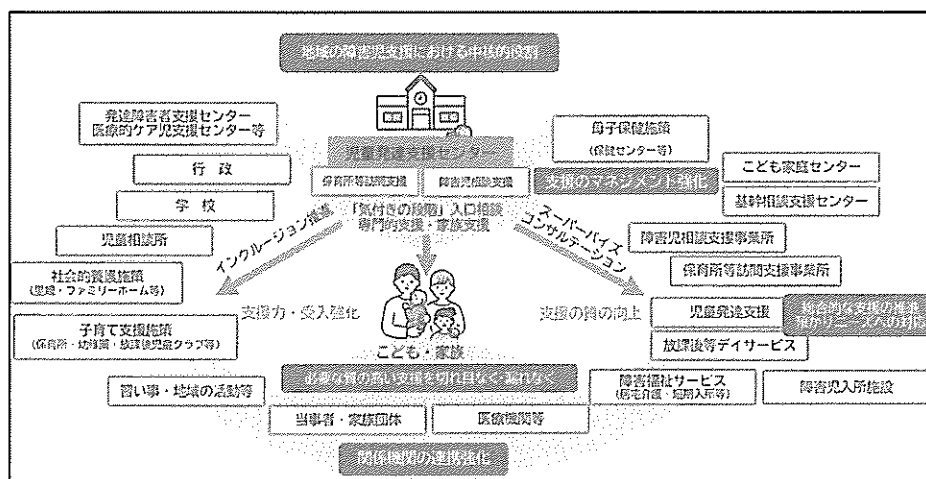 地域の障害児支援における中核的役割
発達障害者支援センター
医療的ケア児支援センター等
行政
学校
児童相談所
社会的養護施策
(里親・ファミリーホーム等)
子育て支援施策
(保育所・幼稚園・放課後児童クラブ等)
習い事・地域の活動等
児童発達支援センター
保育所等訪問支援
障害児相談支援
「気付きの段階」入口相談
専門的支援・家族支援
インクルージョン推進
スーパーバイズ
コンサルテーション
支援力・受入強化
支援の質の向上
こども・家族
必要な質の高い支援を切れ目なく・漏れなく
当事者・家族団体
医療機関等
関係機関の連携強化
母子保健施策
(保健センター等)
支援のマネジメント強化
こども家庭センター
基幹相談支援センター
障害児相談支援事業所
保育所等訪問支援事業所
児童発達支援
放課後等デイサービス
総合的な支援の推進
ニーズへの対応
障害福祉サービス
(居宅介護・短期入所等)
障害児入所施設